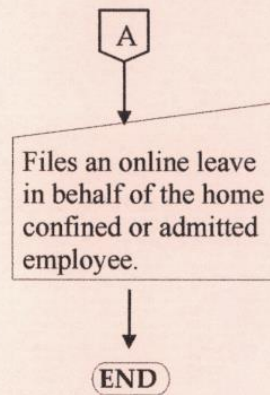 A
Files an online leave
in behalf of the home
confined or admitted
employee.
END